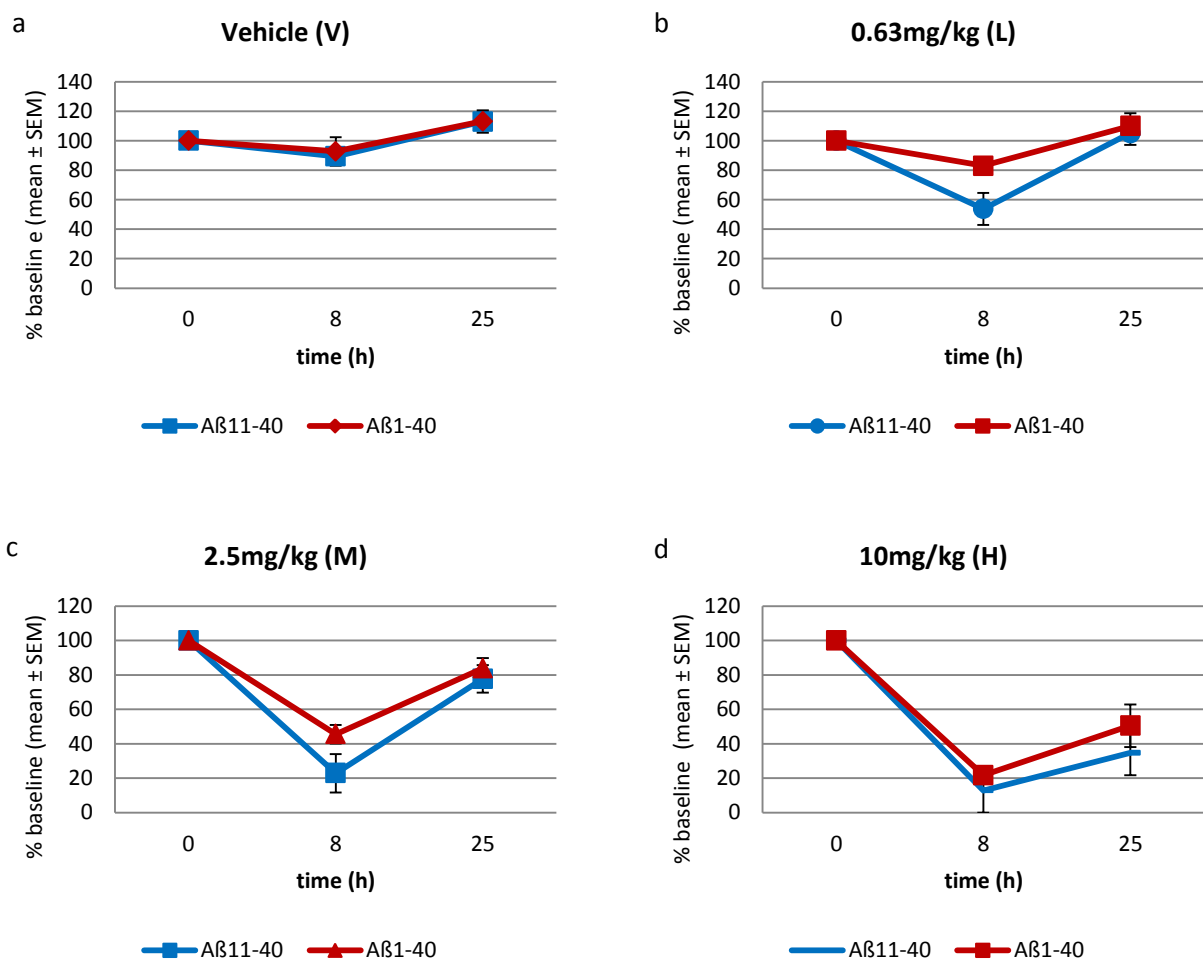 a
Vehicle (V)
% baselin e (mean ± SEM)
140
120
100
80
60
40
20
0
0 8 25
time (h)
Aß11-40 Aß1-40
b
0.63mg/kg (L)
% baseline (mean ± SEM)
140
120
100
80
60
40
20
0
0 8 25
time (h)
Aß11-40 Aß1-40
c
2.5mg/kg (M)
% baseline (mean ± SEM)
120
100
80
60
40
20
0
0 8 25
time (h)
Aß11-40 Aß1-40
d
10mg/kg (H)
% baseline (mean ± SEM)
120
100
80
60
40
20
0
0 8 25
time (h)
Aß11-40 Aß1-40